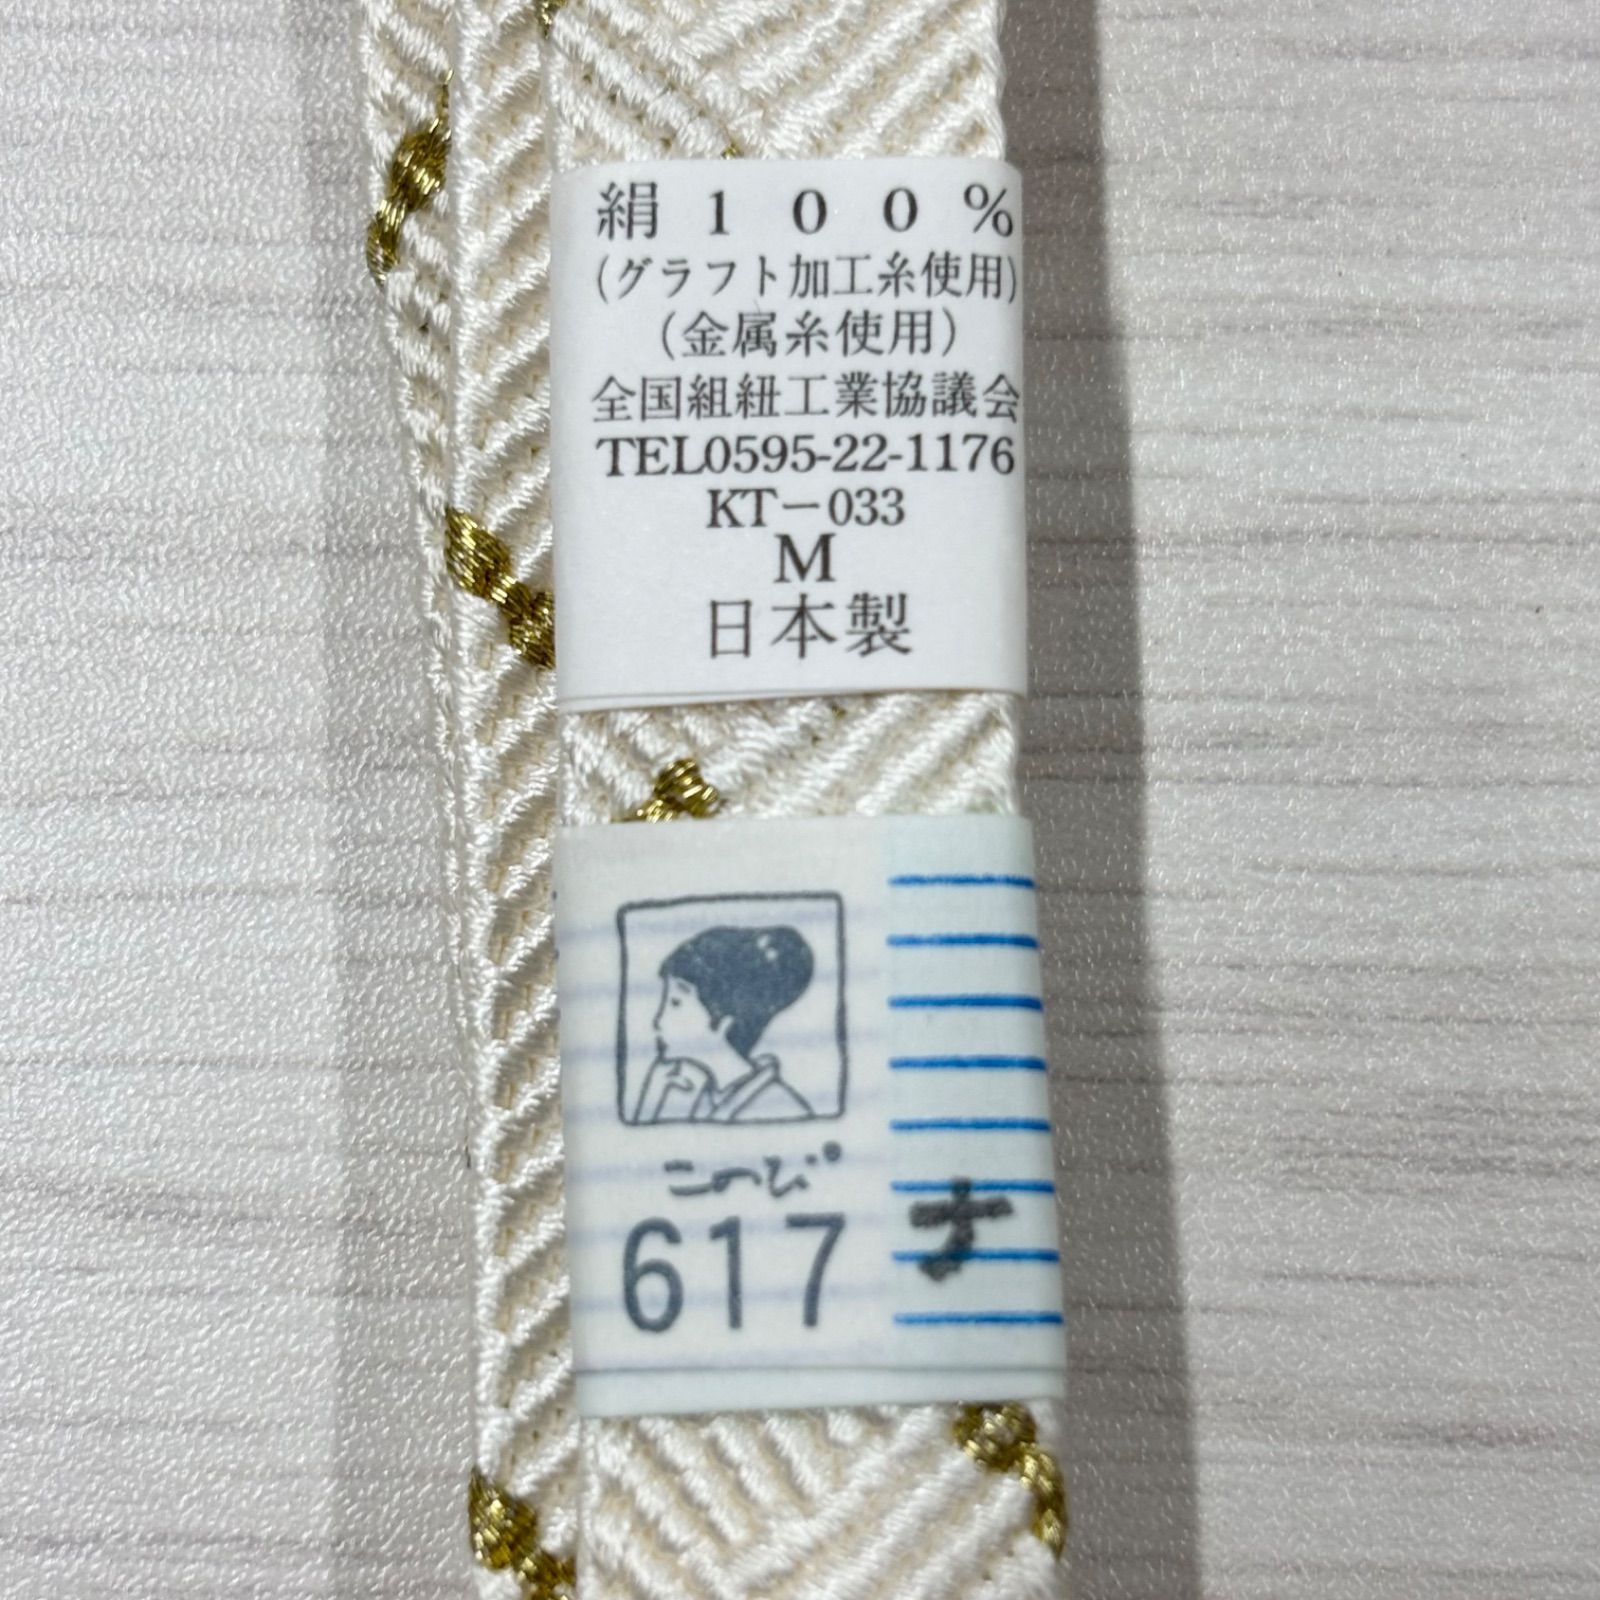 絹100%
(グラフト加工糸使用)
(金属糸使用)
全国組紐工業協議会
TEL0595-22-1176
KT－033
M
日本製
このび
617
ナ